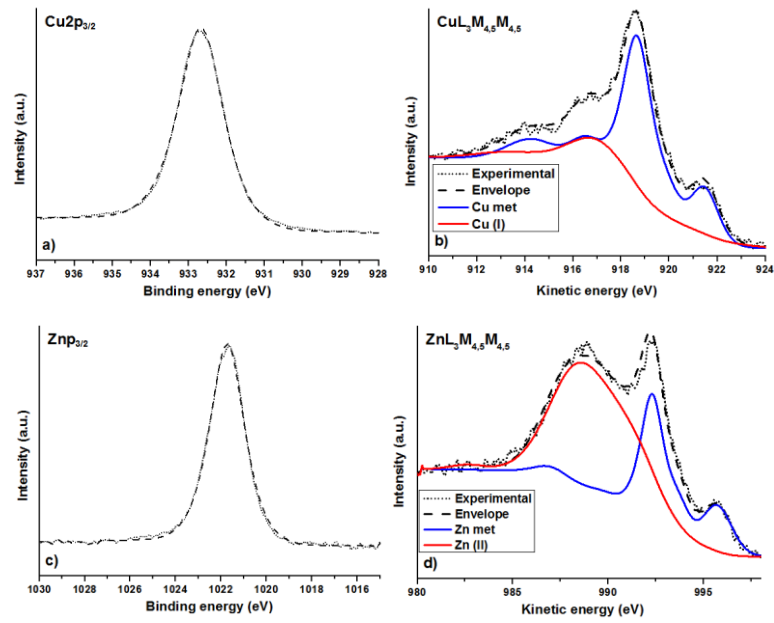 Cu2p3/2
Intensity (a.u.)
a)
937 936 935 934 933 932 931 930 929 928
Binding energy (eV)
CuL3M4,5M4,5
Intensity (a.u.)
Experimental
Envelope
Cu met
Cu (I)
b)
910 912 914 916 918 920 922 924
Kinetic energy (eV)
Znp3/2
Intensity (a.u.)
c)
1030 1028 1026 1024 1022 1020 1018 1016
Binding energy (eV)
ZnL3M4,5M4,5
Intensity (a.u.)
Experimental
Envelope
Zn met
Zn (II)
d)
980 985 990 995
Kinetic energy (eV)